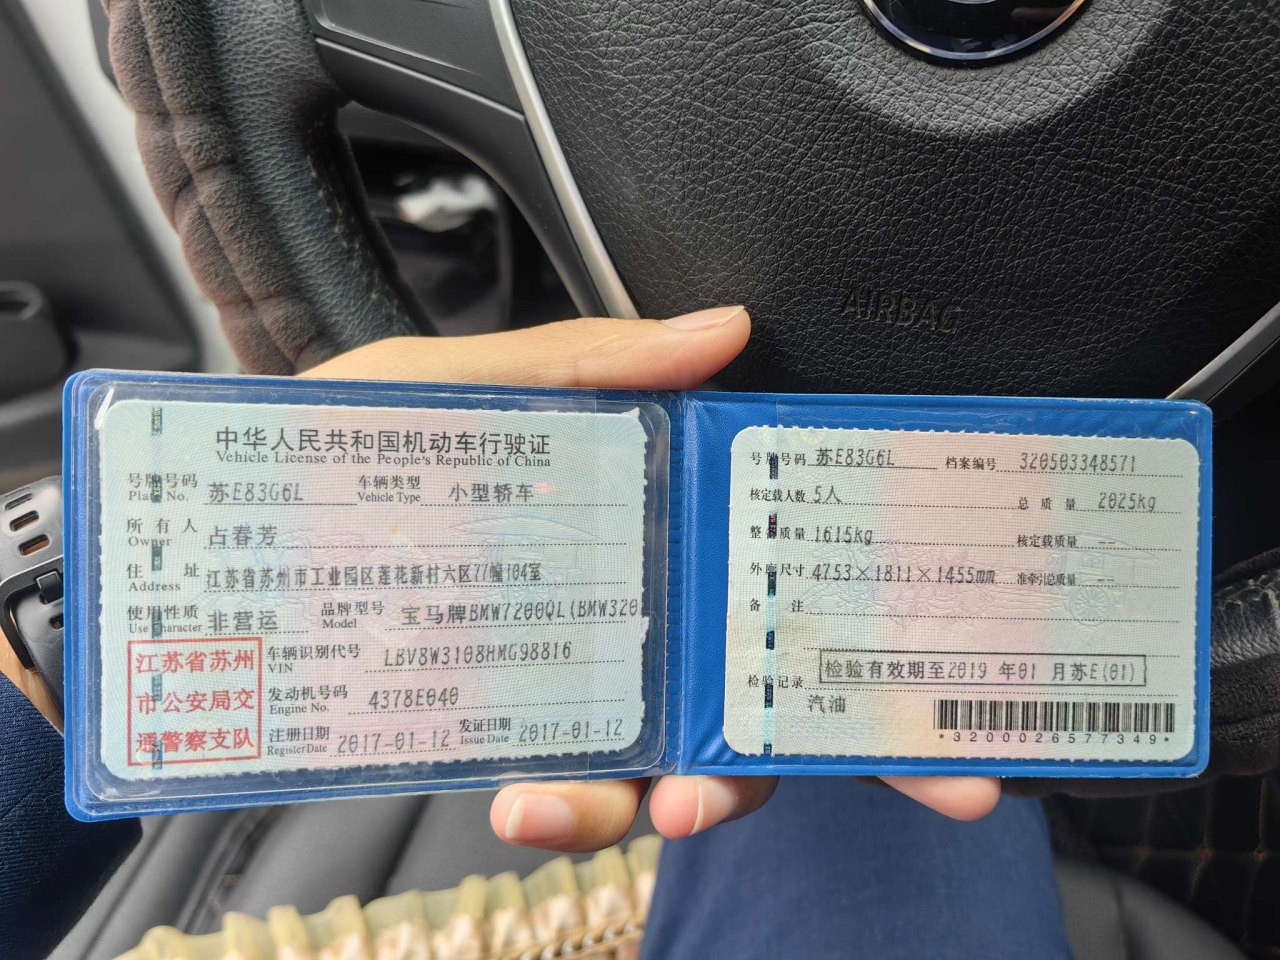 AIRBAG
中华人民共和国机动车行驶证
Vehicle License of the People's Republic of China
号牌号码 苏E83G6L 车辆类型 小型轿车
Plate No. Vehicle Type
所有人 占春芳
Owner
住址 江苏省苏州市工业园区莲花新村六区77幢104室
Address
使用性质 非营运 品牌型号 宝马牌BMW7200QL(BMW320
Use Character Model
江苏省苏州
市公安局交
通警察支队
车辆识别代号 LBV8W3108HMG98816
VIN
发动机号码 4378E040
Engine No.
注册日期 2017-01-12 发证日期 2017-01-12
Register Date Issue Date
号牌号码 苏E83G6L 档案编号 320503348571
核定载人数 5人 总质量 2025kg
整备质量 1615kg 核定载质量 --
外廓尺寸 4753×1811×1455mm 准牵引总质量 --
备注
检验记录 检验有效期至2019年01月苏E(01)
汽油
*3200026577349*